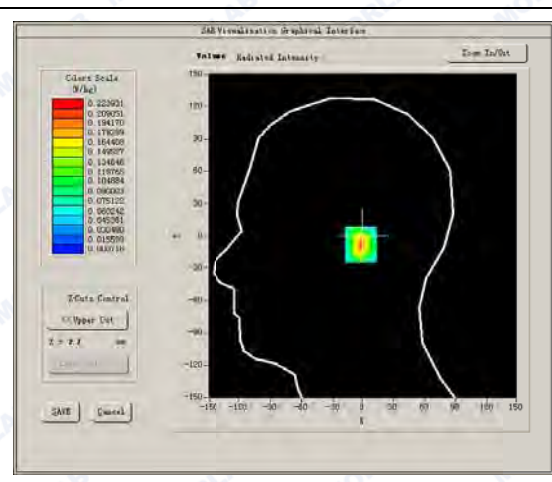 SAR Visualisation Graphical Interface
Volume Radiated Intensity
Zoom In/Out
Colors Scale
(W/kg)
0.223931
0.209051
0.194170
0.179289
0.164408
0.149527
0.134646
0.119765
0.104884
0.090003
0.075122
0.060242
0.045361
0.030480
0.015599
150
120
90
60
30
0
-30
-60
-90
-120
-150
-150 -120 -90 -60 -30 0 30 60 90 120 150
X
Z-Cuts Control
<<Upper Cut
mm
SAVE
Cancel